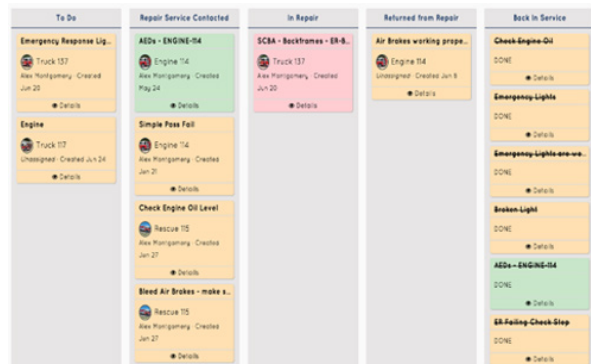 To Do
Emergency Response Lig...
Truck 137
Alex Montgomery · Created
Jun 20
Details
Engine
Truck 117
Unassigned · Created Jun 24
Details
Repair Service Contacted
AEDs - ENGINE-114
Engine 114
Alex Montgomery · Created
May 24
Details
Simple Pass Fail
Engine 114
Alex Montgomery · Created
Jun 21
Details
Check Engine Oil Level
Rescue 115
Alex Montgomery · Created
Jun 27
Details
Bleed Air Brakes - make s...
Rescue 115
Alex Montgomery · Created
Jun 27
Details
In Repair
SCBA - Backframes - ER-B...
Truck 137
Alex Montgomery · Created
Jun 20
Details
Returned from Repair
Air Brakes working prope...
Engine 114
Unassigned · Created Jun
Details
Back In Service
Check Engine Oil
DONE
Details
Emergency Lights
DONE
Details
Emergency Lights are we...
DONE
Details
Broken Light
DONE
Details
AEDs - ENGINE-114
DONE
Details
ER Failing Check Step
DONE
Details